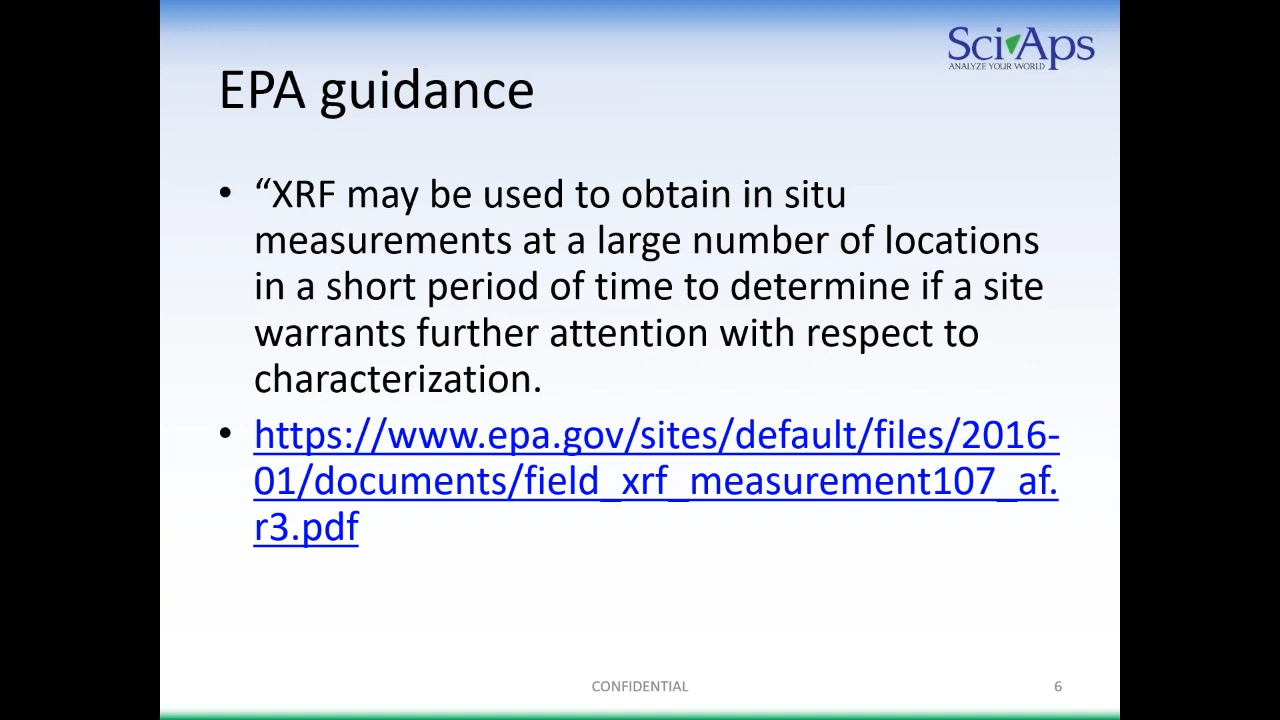 SciAps
ANALYZE YOUR WORLD
EPA guidance
• “XRF may be used to obtain in situ
measurements at a large number of locations
in a short period of time to determine if a site
warrants further attention with respect to
characterization.
• https://www.epa.gov/sites/default/files/2016-
01/documents/field_xrf_measurement107_af.
r3.pdf
CONFIDENTIAL
6